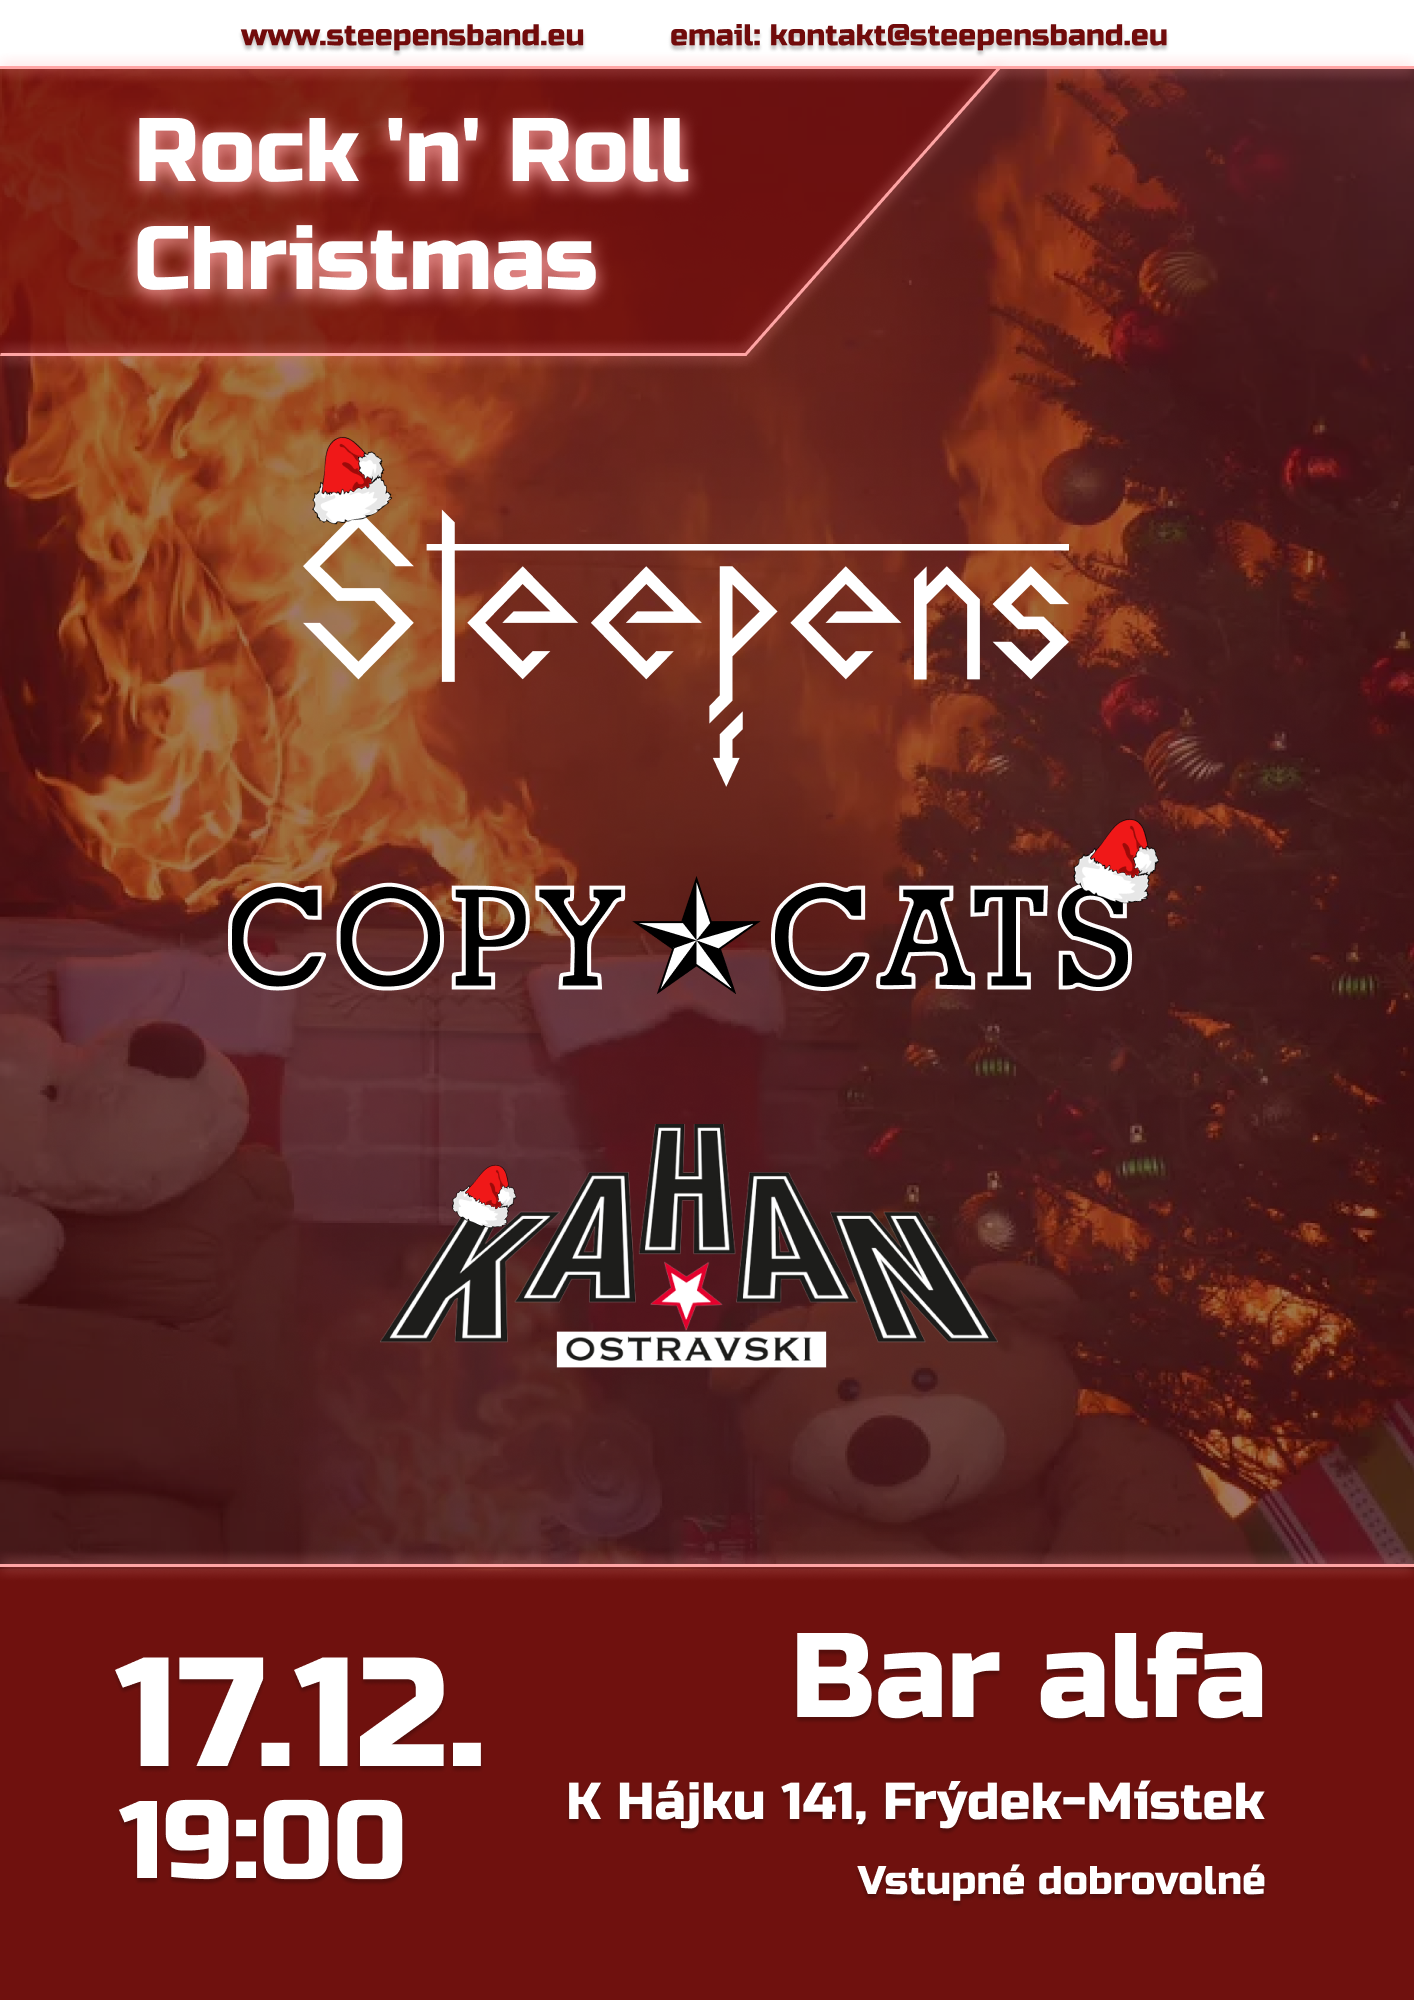 www.steepensband.eu email: kontakt@steepensband.eu
Rock 'n' Roll
Christmas
Steepens
COPY CATS
KAHAN
OSTRAVSKI
17.12.
19:00
Bar alfa
K Hájku 141, Frýdek-Místek
Vstupné dobrovolné